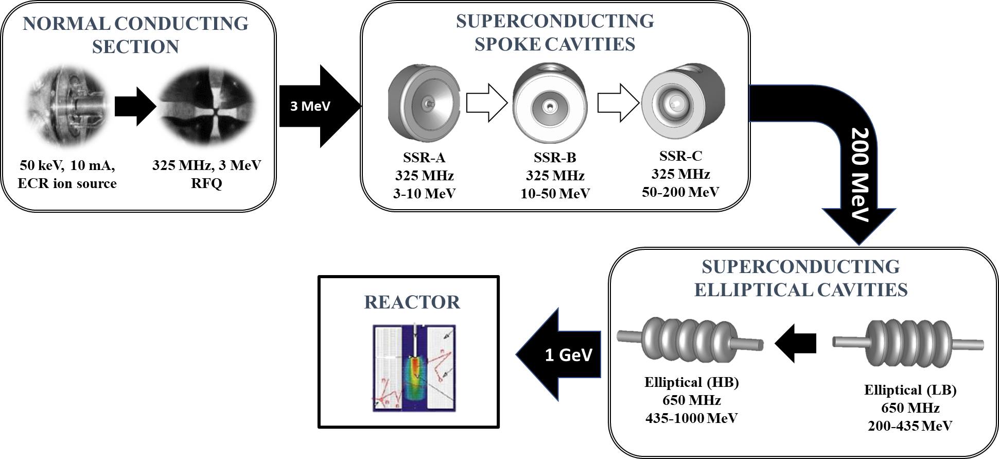 NORMAL CONDUCTING
SECTION
50 keV, 10 mA,
ECR ion source
325 MHz, 3 MeV
RFQ
3 MeV
SUPERCONDUCTING
SPOKE CAVITIES
SSR-A
325 MHz
3-10 MeV
SSR-B
325 MHz
10-50 MeV
SSR-C
325 MHz
50-200 MeV
200 MeV
SUPERCONDUCTING
ELLIPTICAL CAVITIES
Elliptical (LB)
650 MHz
200-435 MeV
Elliptical (HB)
650 MHz
435-1000 MeV
1 GeV
REACTOR
n
n
n
n